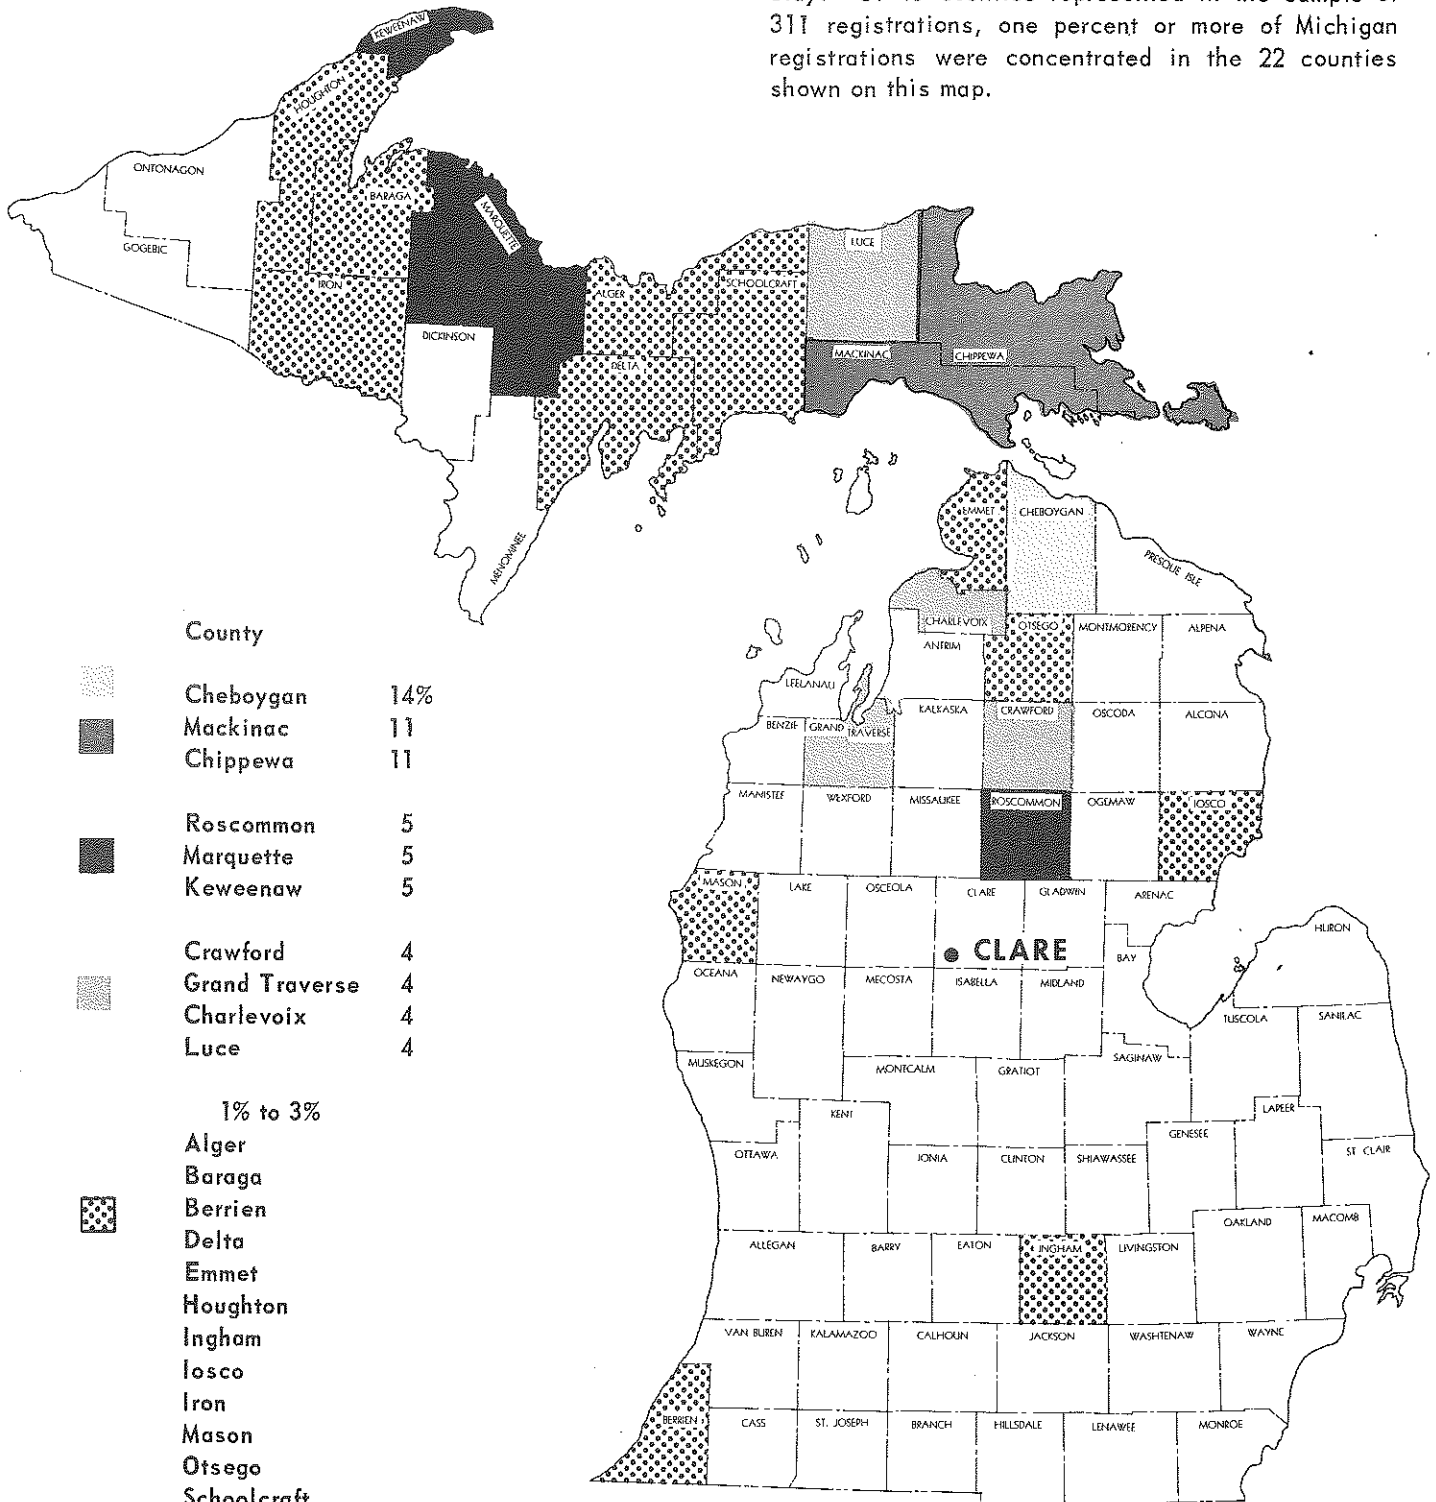 311 registrations, one percent or more of Michigan
registrations were concentrated in the 22 counties
shown on this map.
KEWEENAW
HOUGHTON
ONTONAGON
BARAGA
MARQUETTE
GOGEBIC
LUCE
IRON
ALGER
SCHOOLCRAFT
DICKINSON
MACKINAC
CHIPPEWA
DELTA
MENOMINEE
EMMET
CHEBOYGAN
PRESQUE ISLE
CHARLEVOIX
OTSEGO
MONTMORENCY
ALPENA
ANTRIM
LEELANAU
BENZIE
GRAND TRAVERSE
KALKASKA
CRAWFORD
OSCODA
ALCONA
MANISTEE
WEXFORD
MISSAUKEE
ROSCOMMON
OGEMAW
IOSCO
MASON
LAKE
OSCEOLA
CLARE
GLADWIN
ARENAC
HURON
CLARE
BAY
OCEANA
NEWAYGO
MECOSTA
ISABELLA
MIDLAND
TUSCOLA
SANILAC
MUSKEGON
MONTCALM
GRATIOT
SAGINAW
KENT
LAPEER
GENESEE
OTTAWA
IONIA
CLINTON
SHIAWASSEE
ST CLAIR
OAKLAND
MACOMB
ALLEGAN
BARRY
EATON
INGHAM
LIVINGSTON
VAN BUREN
KALAMAZOO
CALHOUN
JACKSON
WASHTENAW
WAYNE
BERRIEN
CASS
ST. JOSEPH
BRANCH
HILLSDALE
LENAWEE
MONROE
County
Cheboygan 14%
Mackinac 11
Chippewa 11
Roscommon 5
Marquette 5
Keweenaw 5
Crawford 4
Grand Traverse 4
Charlevoix 4
Luce 4
1% to 3%
Alger
Baraga
Berrien
Delta
Emmet
Houghton
Ingham
Iosco
Iron
Mason
Otsego
Schoolcraft